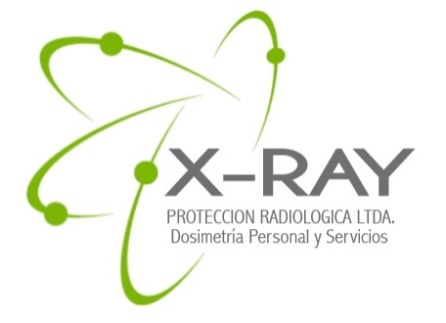 X-RAY
PROTECCION RADIOLOGICA LTDA.
Dosimetría Personal y Servicios